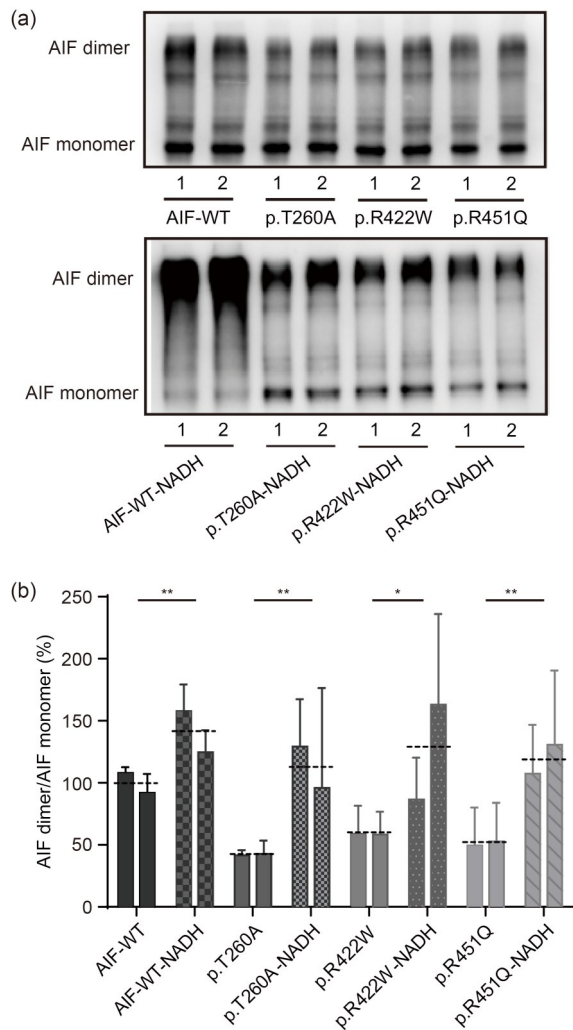 (a)
AIF dimer
AIF monomer
1 2 1 2 1 2 1 2
AIF-WT p.T260A p.R422W p.R451Q
AIF dimer
AIF monomer
1 2 1 2 1 2 1 2
AIF-WT-NADH p.T260A-NADH p.R422W-NADH p.R451Q-NADH
(b)
AIF dimer/AIF monomer (%)
250
200
150
100
50
0
** ** * **
AIF-WT AIF-WT-NADH p.T260A p.T260A-NADH p.R422W p.R422W-NADH p.R451Q p.R451Q-NADH